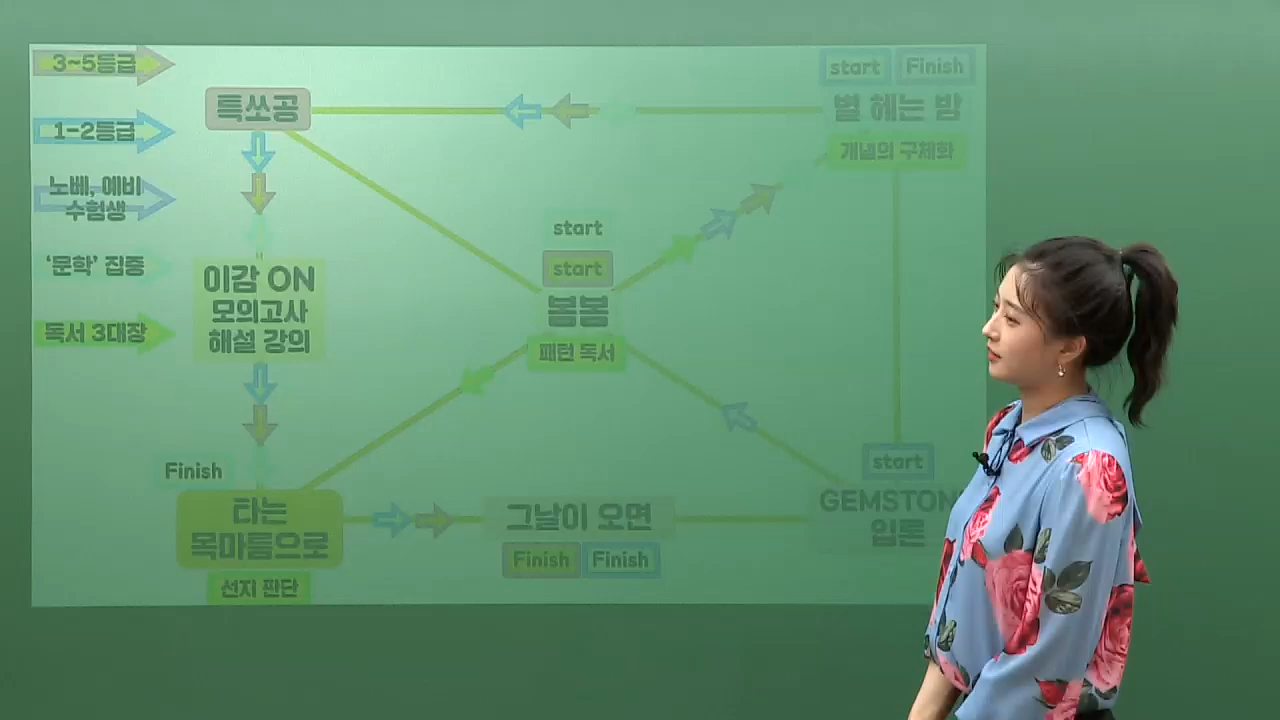 3~5등급
1-2등급
노베, 예비
수험생
'문학' 집중
독서 3대장
특쏘공
start Finish
별 헤는 밤
개념의 구체화
이감 ON
모의고사
해설 강의
start
start
봄봄
패턴 독서
Finish
타는
목마름으로
선지 판단
그날이 오면
Finish Finish
start
GEMSTON
입론